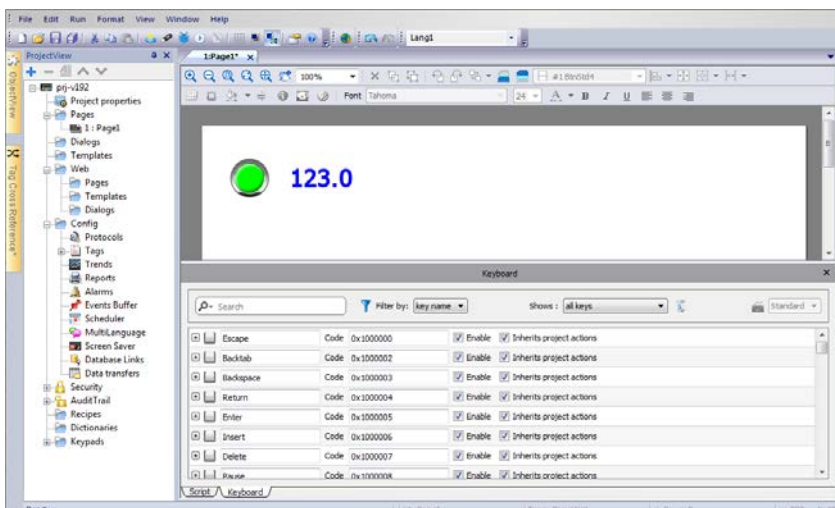 File Edit Run Format View Window Help
Lang1
ProjectView
1:Page1*
ObjectView
Tag Cross Reference*
prj-v192
Project properties
Pages
1 : Page1
Dialogs
Templates
Web
Pages
Templates
Dialogs
Config
Protocols
Tags
Trends
Reports
Alarms
Events Buffer
Scheduler
MultiLanguage
Screen Saver
Database Links
Data transfers
Security
AuditTrail
Recipes
Dictionaries
Keypads
100%
Font Tahoma 24 B I U
123.0
Keyboard
Search Filter by: key name Shows : all keys Standard
Escape Code 0x1000000 Enable Inherits project actions
Backtab Code 0x1000002 Enable Inherits project actions
Backspace Code 0x1000003 Enable Inherits project actions
Return Code 0x1000004 Enable Inherits project actions
Enter Code 0x1000005 Enable Inherits project actions
Insert Code 0x1000006 Enable Inherits project actions
Delete Code 0x1000007 Enable Inherits project actions
Pause Code 0x1000008 Enable Inherits project actions
Script Keyboard